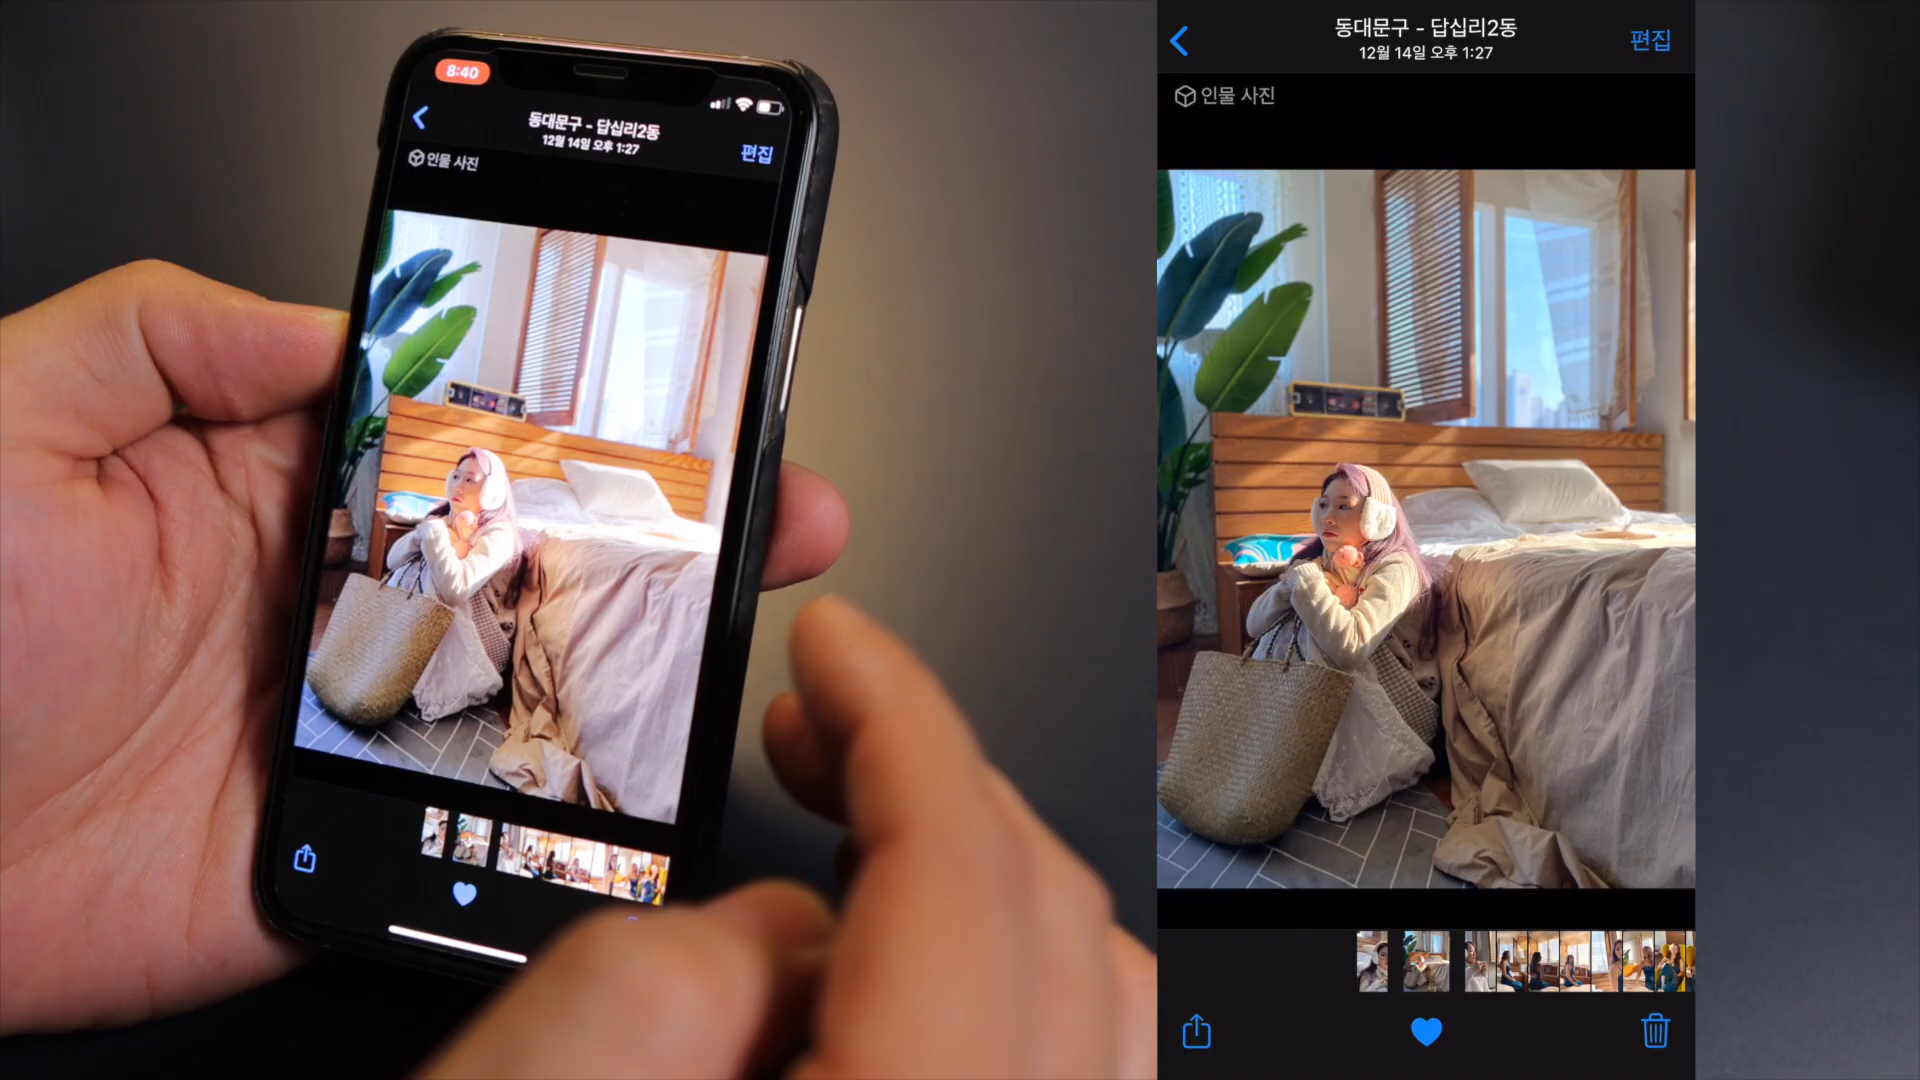 8:40
동대문구 - 답십리2동
12월 14일 오후 1:27
편집
인물 사진
동대문구 - 답십리2동
12월 14일 오후 1:27
편집
인물 사진